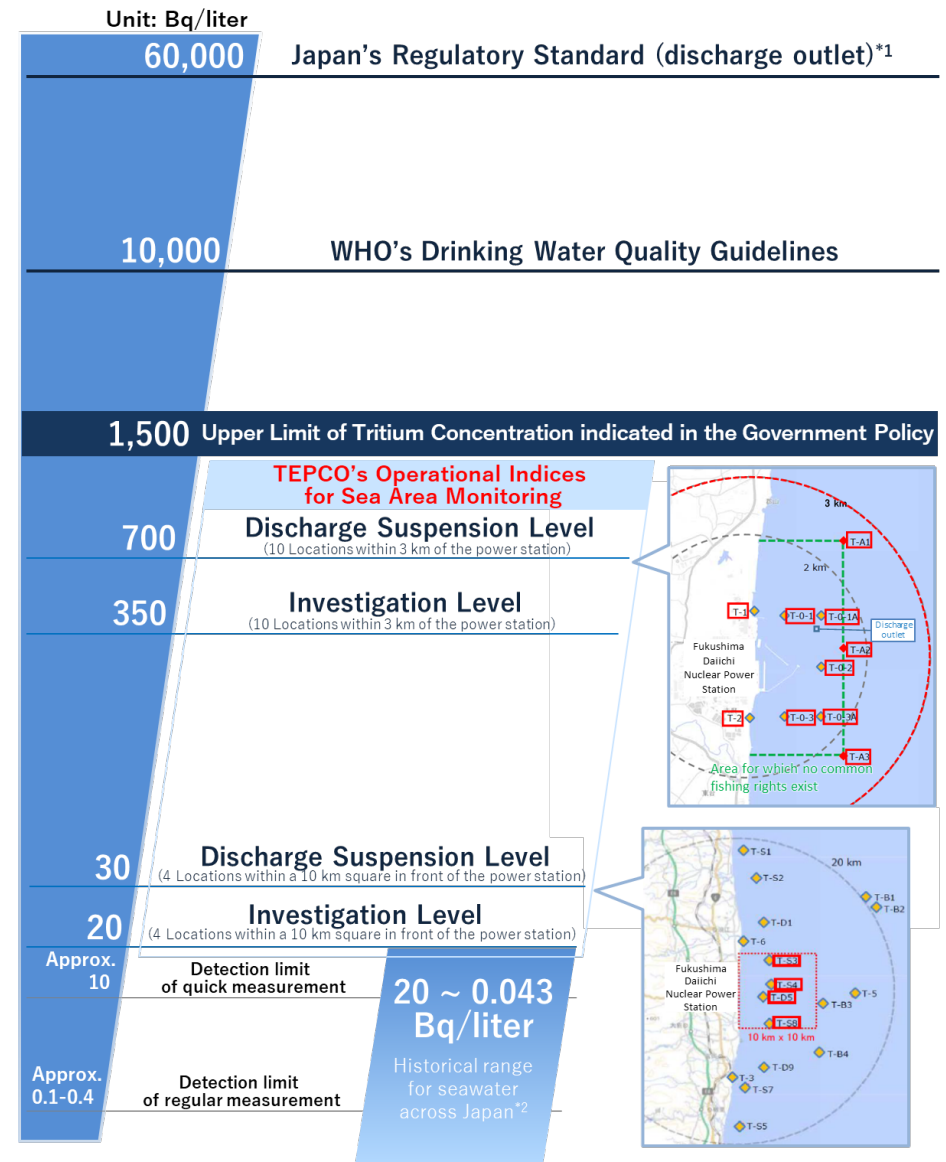 Unit: Bq/liter
60,000
Japan's Regulatory Standard (discharge outlet)*1
10,000
WHO's Drinking Water Quality Guidelines
1,500
Upper Limit of Tritium Concentration indicated in the Government Policy
TEPCO's Operational Indices
for Sea Area Monitoring
700
Discharge Suspension Level
(10 Locations within 3 km of the power station)
350
Investigation Level
(10 Locations within 3 km of the power station)
3 km
T-A1
2 km
T-1
T-0-1
T-0-1A
Discharge
outlet
Fukushima
Daiichi
Nuclear Power
Station
T-A2
T-0-2
T-2
T-0-3
T-0-3A
T-A3
Area for which no common
fishing rights exist
30
Discharge Suspension Level
(4 Locations within a 10 km square in front of the power station)
20
Investigation Level
(4 Locations within a 10 km square in front of the power station)
Approx.
10
Detection limit
of quick measurement
20 ~ 0.043
Bq/liter
Historical range
for seawater
across Japan*2
Approx.
0.1-0.4
Detection limit
of regular measurement
T-S1
20 km
T-S2
T-B1
T-B2
T-D1
T-6
T-S3
Fukushima
Daiichi
Nuclear Power
Station
T-S4
T-D5
T-5
T-B3
T-S8
10 km x 10 km
T-B4
T-D9
T-3
T-S7
T-S5